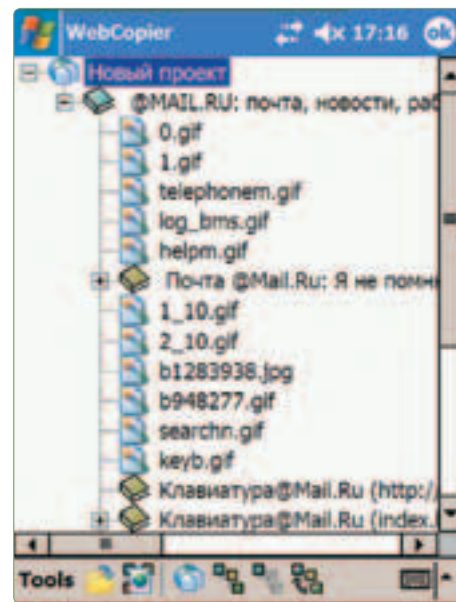 WebCopier 17:16 ok
Новый проект
@MAIL.RU: почта, новости, раб
0.gif
1.gif
telephonem.gif
log_bms.gif
helpm.gif
Почта @Mail.Ru: Я не помн
1_10.gif
2_10.gif
b1283938.jpg
b948277.gif
searchn.gif
keyb.gif
Клавиатура@Mail.Ru (http:/
Клавиатура@Mail.Ru (index.
Tools